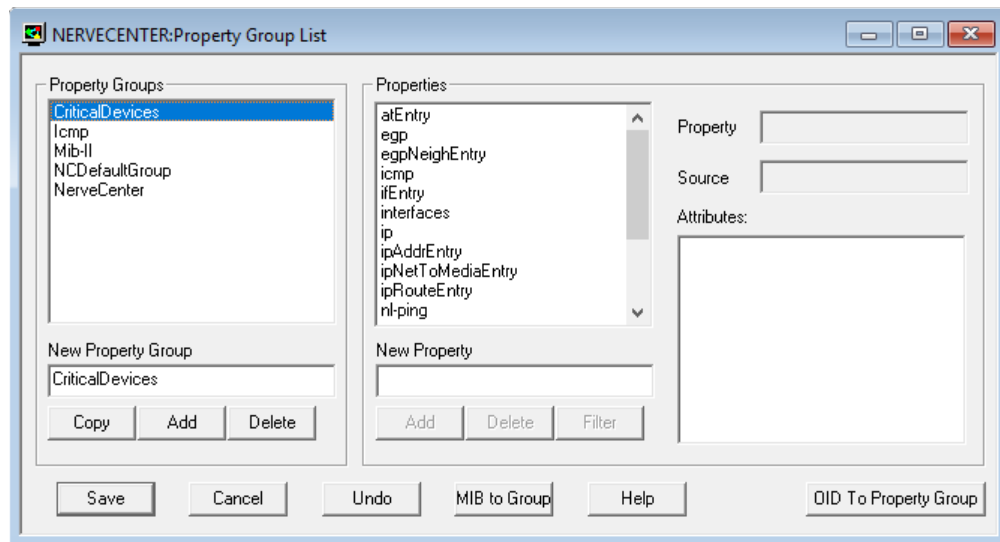 NERVECENTER:Property Group List
Property Groups
CriticalDevices
Icmp
Mib-II
NCDefaultGroup
NerveCenter
New Property Group
CriticalDevices
Copy
Add
Delete
Properties
atEntry
egp
egpNeighEntry
icmp
ifEntry
interfaces
ip
ipAddrEntry
ipNetToMediaEntry
ipRouteEntry
nl-ping
New Property
Add
Delete
Filter
Property
Source
Attributes:
Save
Cancel
Undo
MIB to Group
Help
OID To Property Group